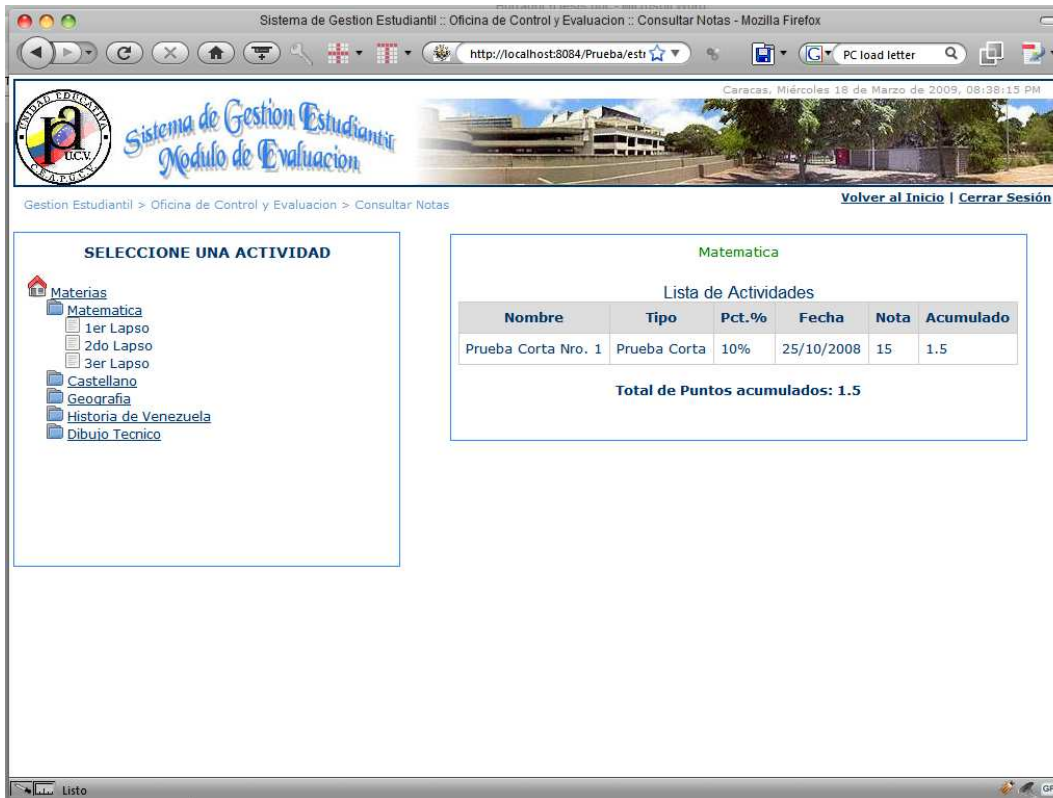 Sistema de Gestion Estudiantil :: Oficina de Control y Evaluacion :: Consultar Notas - Mozilla Firefox
http://localhost:8084/Prueba/estu
PC load letter
Caracas, Miércoles 18 de Marzo de 2009, 08:38:15 PM
UNIDAD EDUCATIVA
U.C.V.
Sistema de Gestion Estudiantil
Modulo de Evaluacion
Gestion Estudiantil > Oficina de Control y Evaluacion > Consultar Notas
Volver al Inicio | Cerrar Sesión
SELECCIONE UNA ACTIVIDAD
Materias
Matematica
1er Lapso
2do Lapso
3er Lapso
Castellano
Geografia
Historia de Venezuela
Dibujo Tecnico
Matematica
Lista de Actividades
Nombre Tipo Pct.% Fecha Nota Acumulado
Prueba Corta Nro. 1 Prueba Corta 10% 25/10/2008 15 1.5
Total de Puntos acumulados: 1.5
Listo